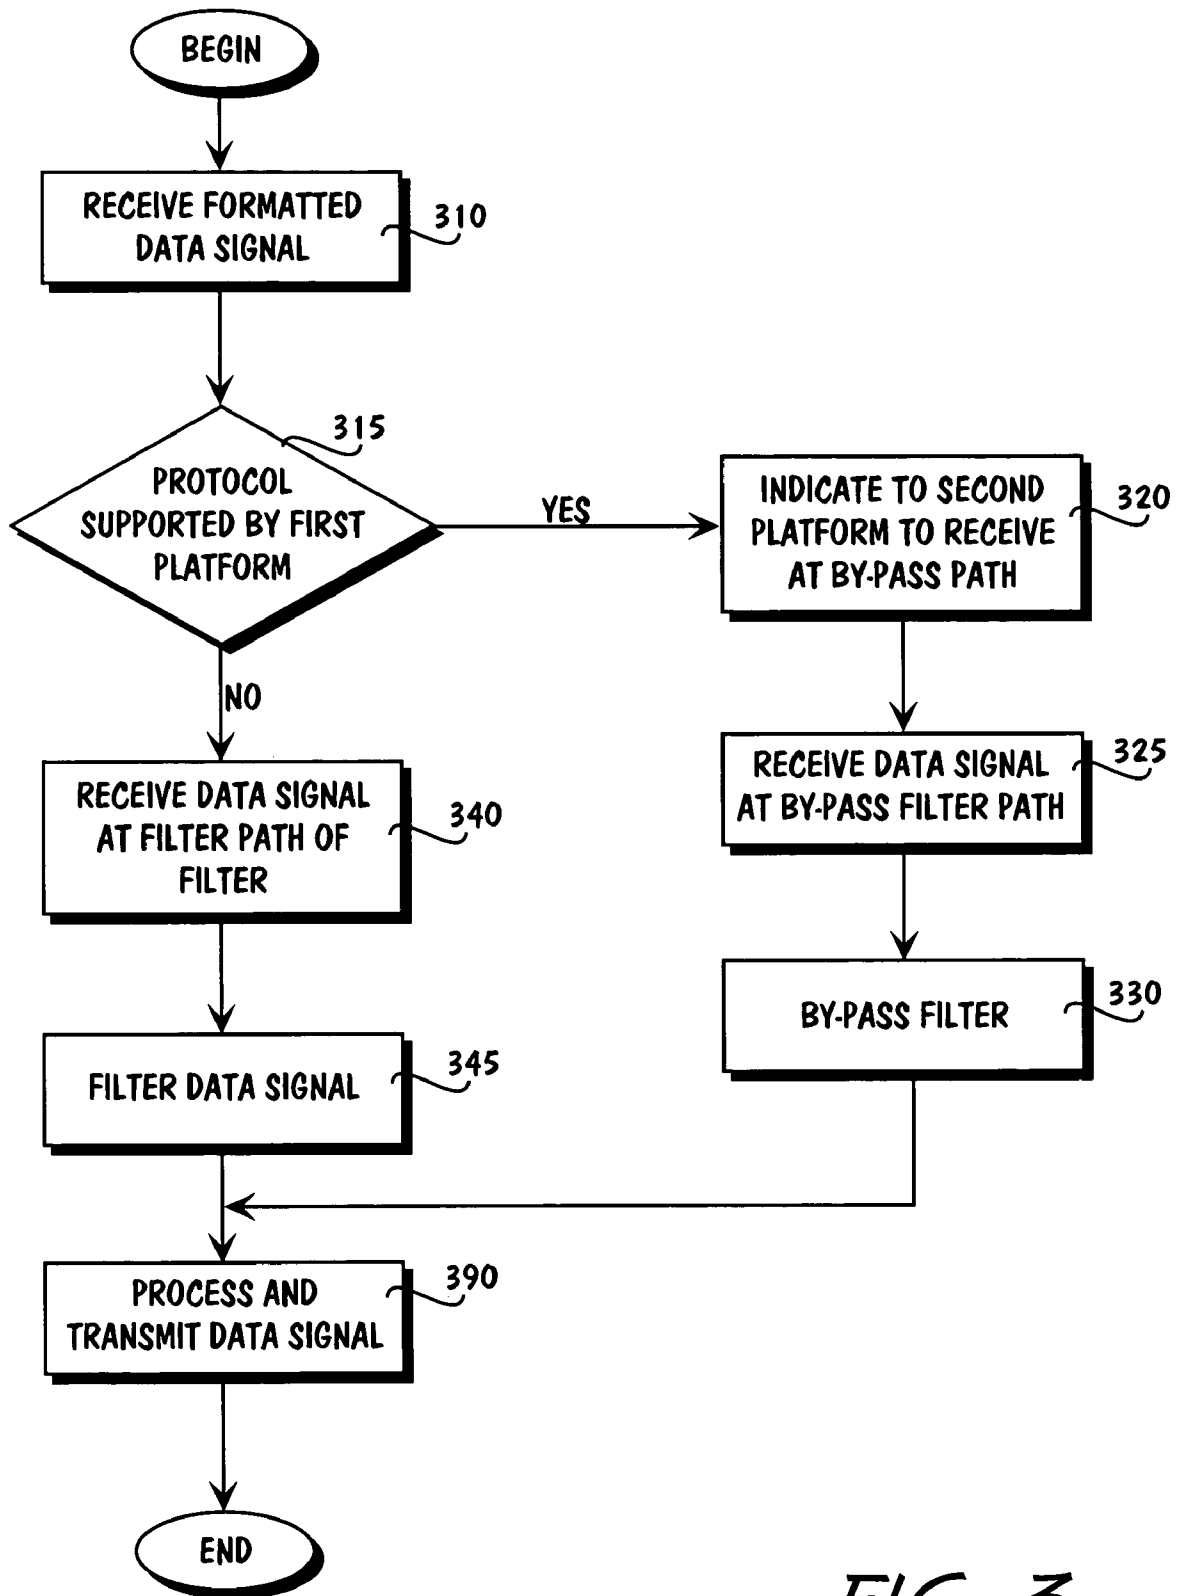 BEGIN
RECEIVE FORMATTED
DATA SIGNAL
310
315
PROTOCOL
SUPPORTED BY FIRST
PLATFORM
YES
INDICATE TO SECOND
PLATFORM TO RECEIVE
AT BY-PASS PATH
320
NO
RECEIVE DATA SIGNAL
AT BY-PASS FILTER PATH
325
RECEIVE DATA SIGNAL
AT FILTER PATH OF
FILTER
340
BY-PASS FILTER
330
FILTER DATA SIGNAL
345
PROCESS AND
TRANSMIT DATA SIGNAL
390
END
FIG. 3